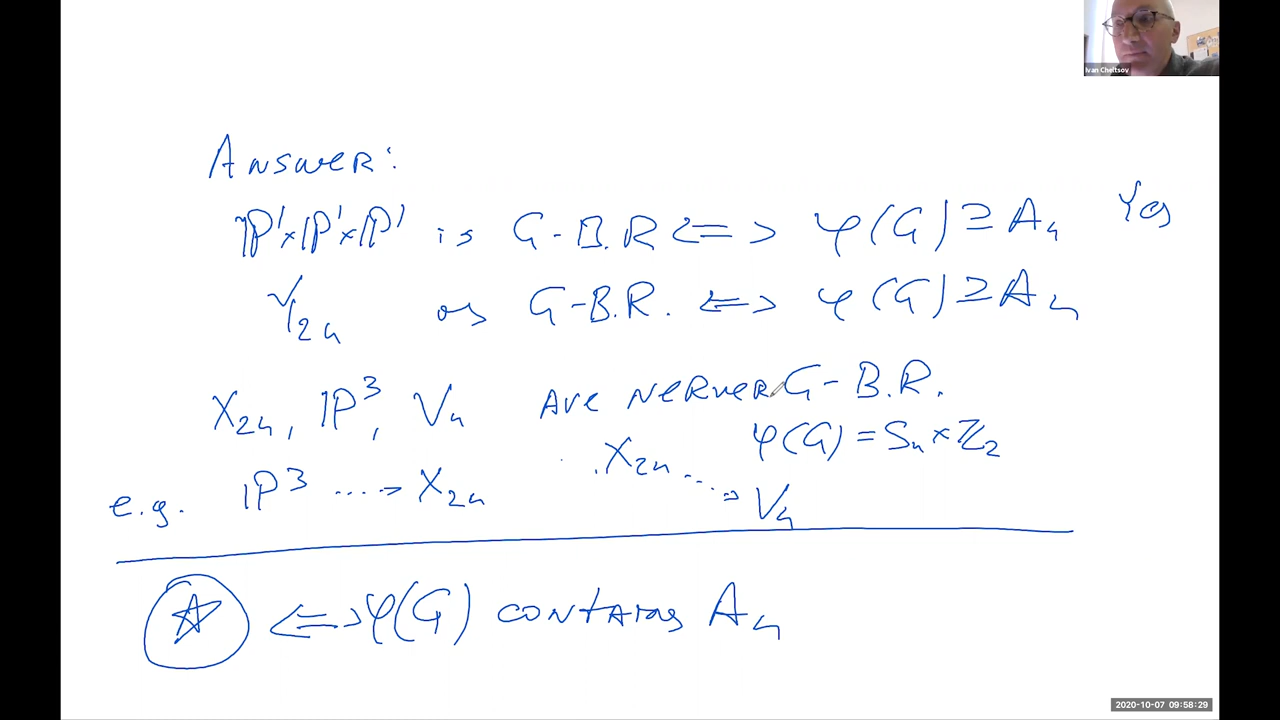 Ivan Cheltsov
Answer:
ℙ¹×ℙ¹×ℙ¹ is G-B.R <=> φ(G) ⊇ A₄ Yes
V₂₄ is G-B.R. <=> φ(G) ⊇ A₄
X₂₄, ℙ³, V₄ are nerver G-B.R.
φ(G) = S₄ × ℤ₂
e.g. ℙ³ ....> X₂₄ X₂₄ ...> V₄
☆ <=> φ(G) contains A₄
2020-10-07 09:58:29